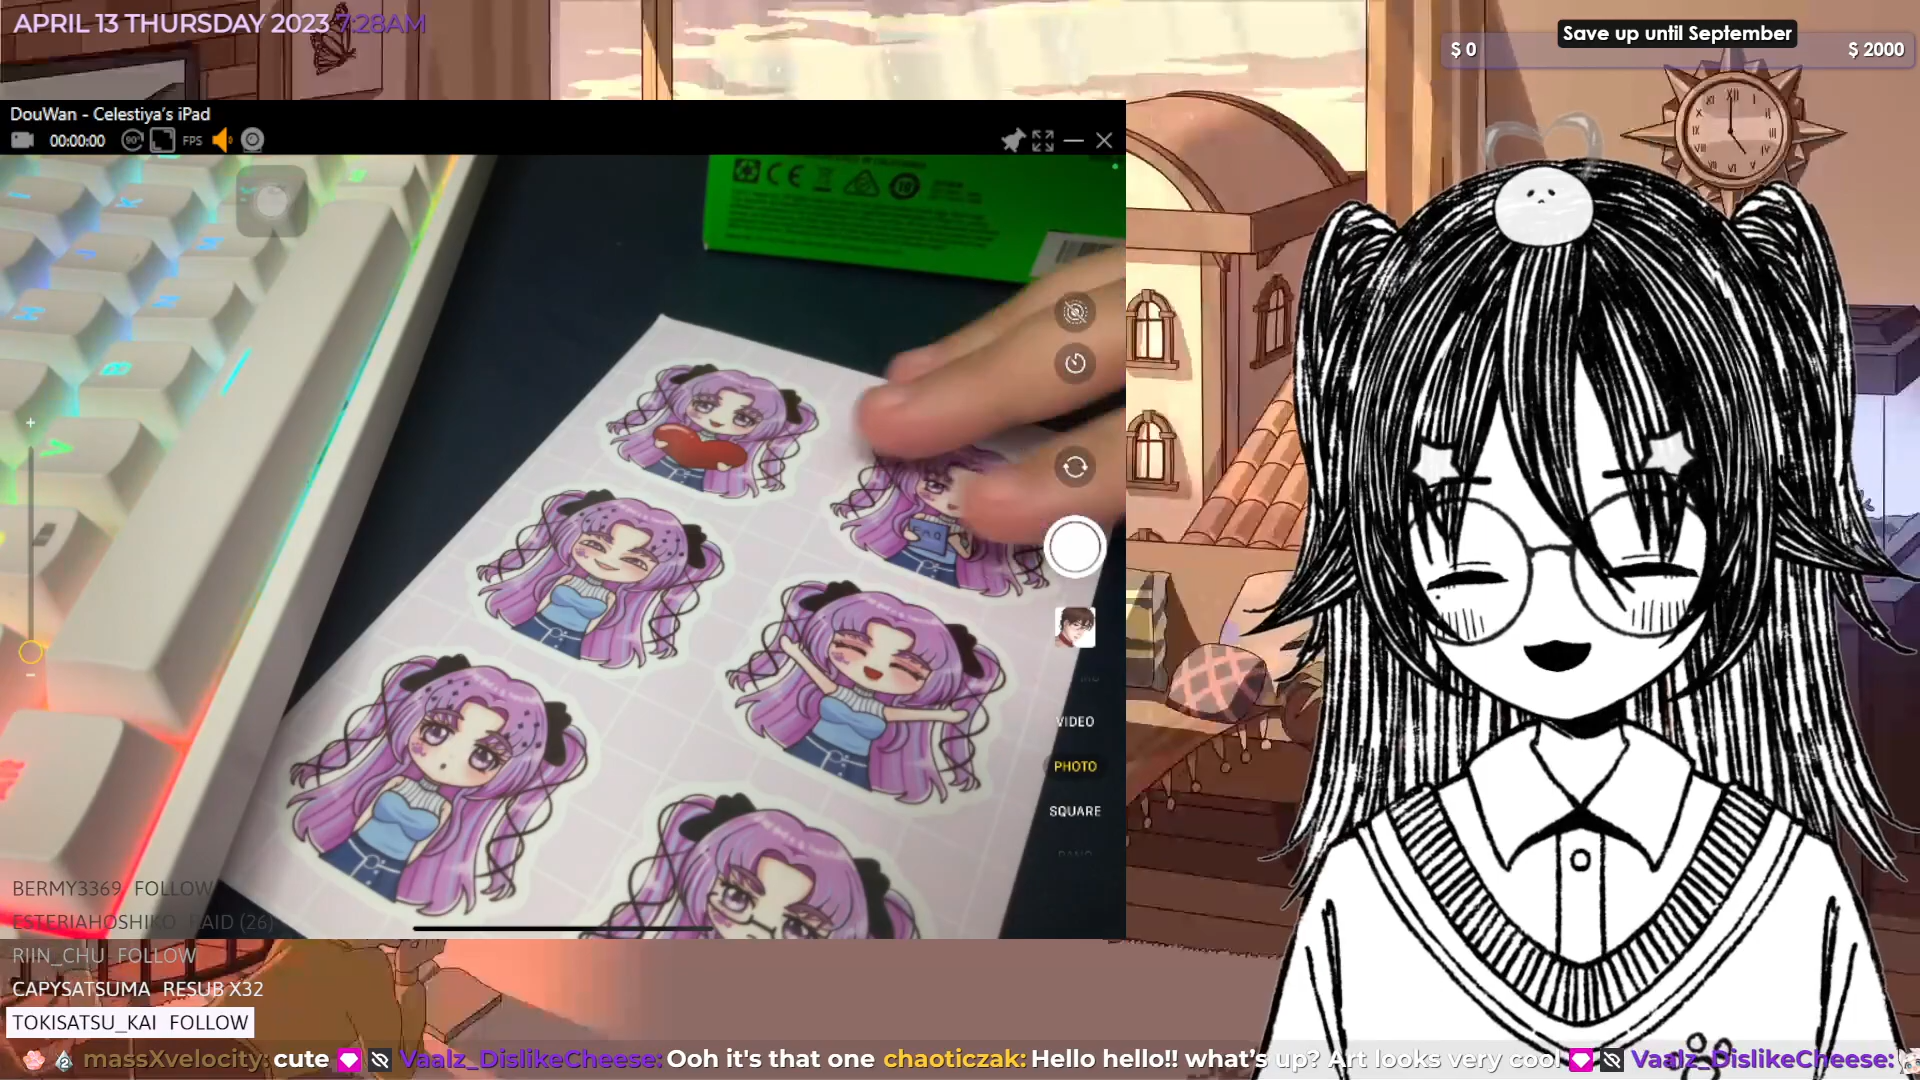 APRIL 13 THURSDAY 2023 7:28AM
Save up until September
$ 0
$ 2000
DouWan - Celestiya's iPad
00:00:00
90°
FPS
VIDEO
PHOTO
SQUARE
PANO
BERMY3369 FOLLOW
ESTERIAHOSHIKO RAID (26)
RIIN_CHU FOLLOW
CAPYSATSUMA RESUB X32
TOKISATSU_KAI FOLLOW
massXvelocity: cute Vaalz_DislikeCheese: Ooh it's that one chaoticzak: Hello hello!! what's up? Art looks very cool Vaalz_DislikeCheese: